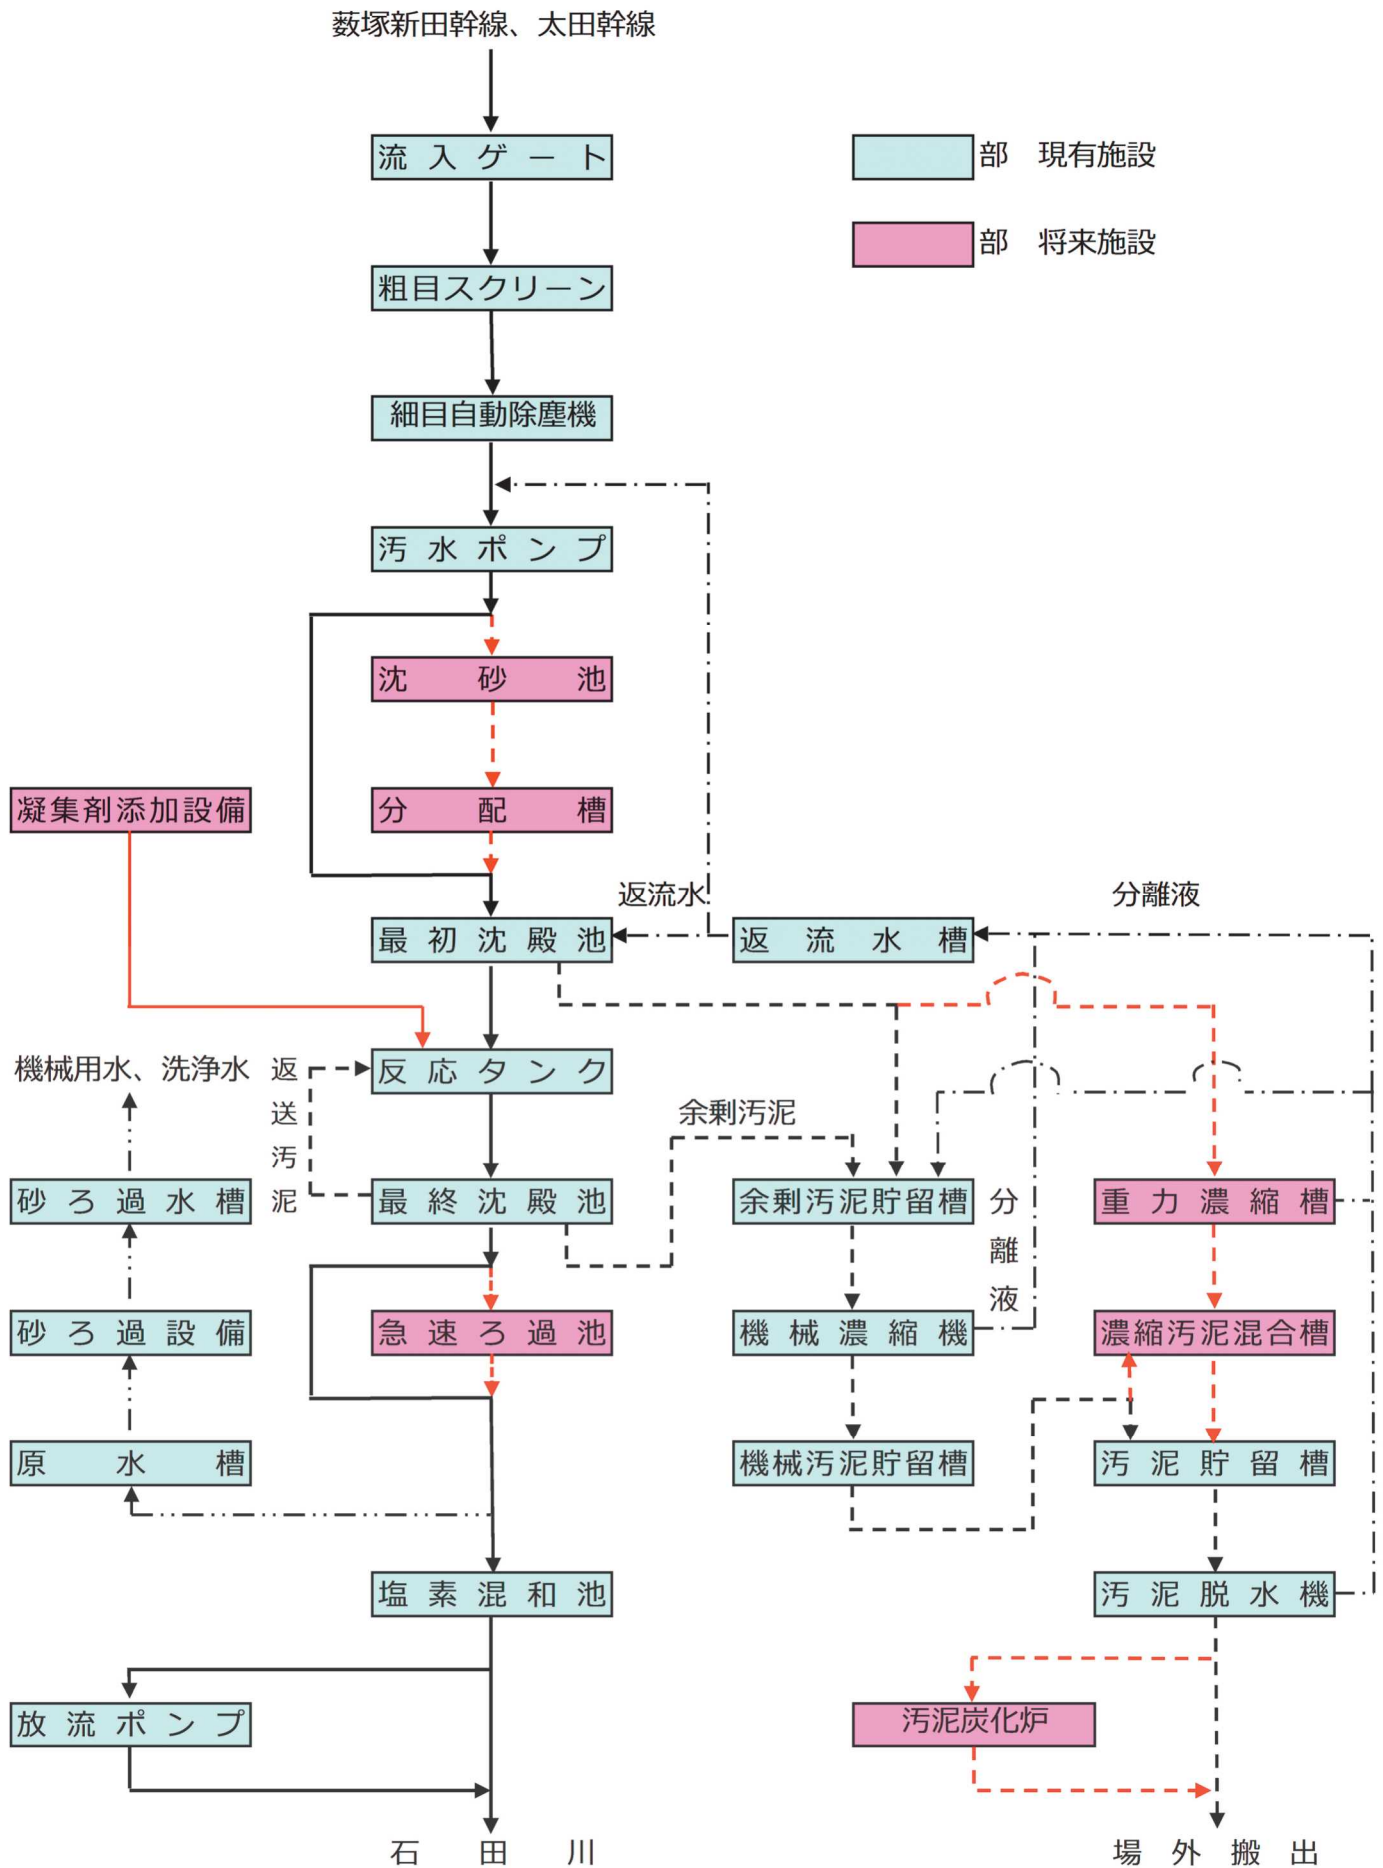 薮塚新田幹線、太田幹線
流入ゲート
部　現有施設
部　将来施設
粗目スクリーン
細目自動除塵機
汚水ポンプ
沈砂池
凝集剤添加設備
分配槽
返流水
分離液
最初沈殿池
返流水槽
機械用水、洗浄水
返送汚泥
反応タンク
余剰汚泥
砂ろ過水槽
最終沈殿池
余剰汚泥貯留槽
分離液
重力濃縮槽
砂ろ過設備
急速ろ過池
機械濃縮機
濃縮汚泥混合槽
原水槽
機械汚泥貯留槽
汚泥貯留槽
塩素混和池
汚泥脱水機
放流ポンプ
汚泥炭化炉
石田川
場外搬出